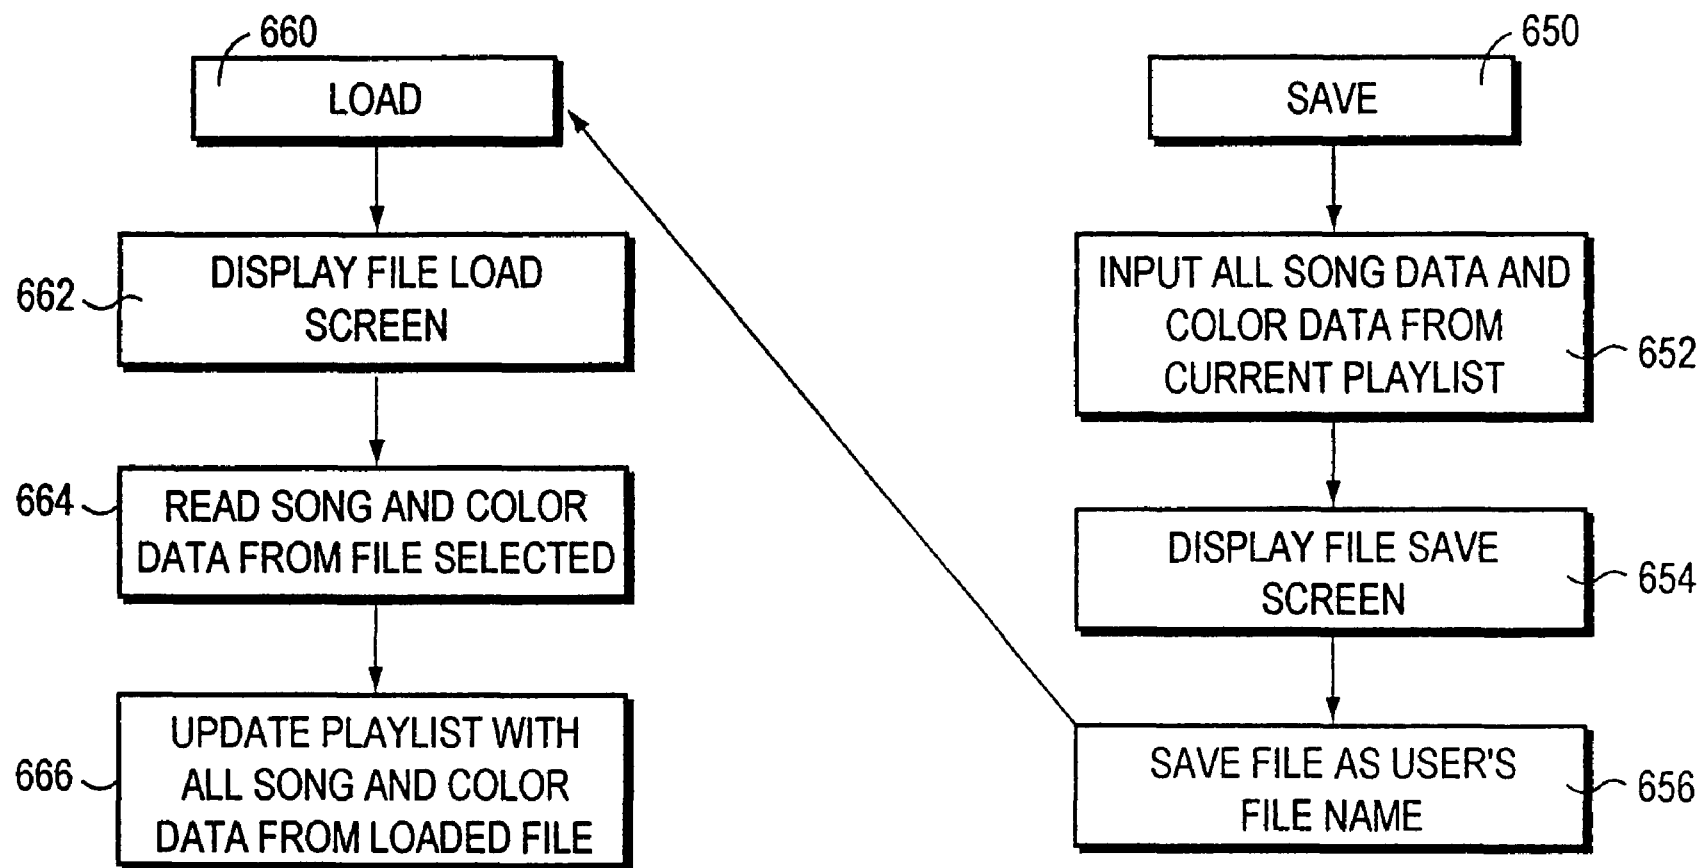 660
LOAD
662
DISPLAY FILE LOAD
SCREEN
664
READ SONG AND COLOR
DATA FROM FILE SELECTED
666
UPDATE PLAYLIST WITH
ALL SONG AND COLOR
DATA FROM LOADED FILE
650
SAVE
INPUT ALL SONG DATA AND
COLOR DATA FROM
CURRENT PLAYLIST
652
DISPLAY FILE SAVE
SCREEN
654
SAVE FILE AS USER'S
FILE NAME
656